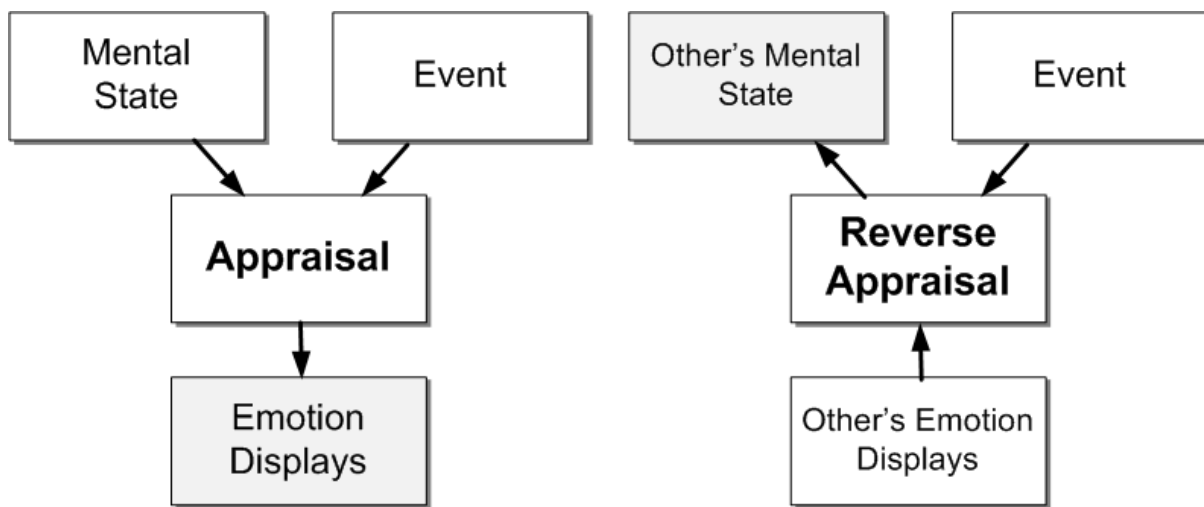 Mental
State
Event
Other’s Mental
State
Event
Appraisal
Reverse
Appraisal
Emotion
Displays
Other’s Emotion
Displays